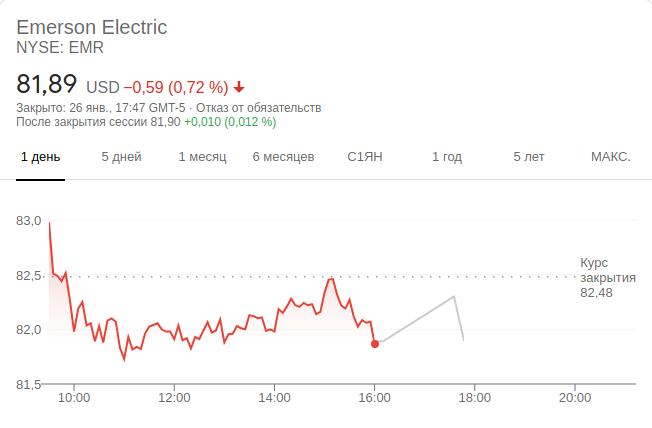 Emerson Electric
NYSE: EMR
81,89 USD −0,59 (0,72 %)
Закрыто: 26 янв., 17:47 GMT-5 · Отказ от обязательств
После закрытия сессии 81,90 +0,010 (0,012 %)
1 день 5 дней 1 месяц 6 месяцев С1ЯН 1 год 5 лет МАКС.
83,0
82,5
82,0
81,5
Курс
закрытия
82,48
10:00 12:00 14:00 16:00 18:00 20:00